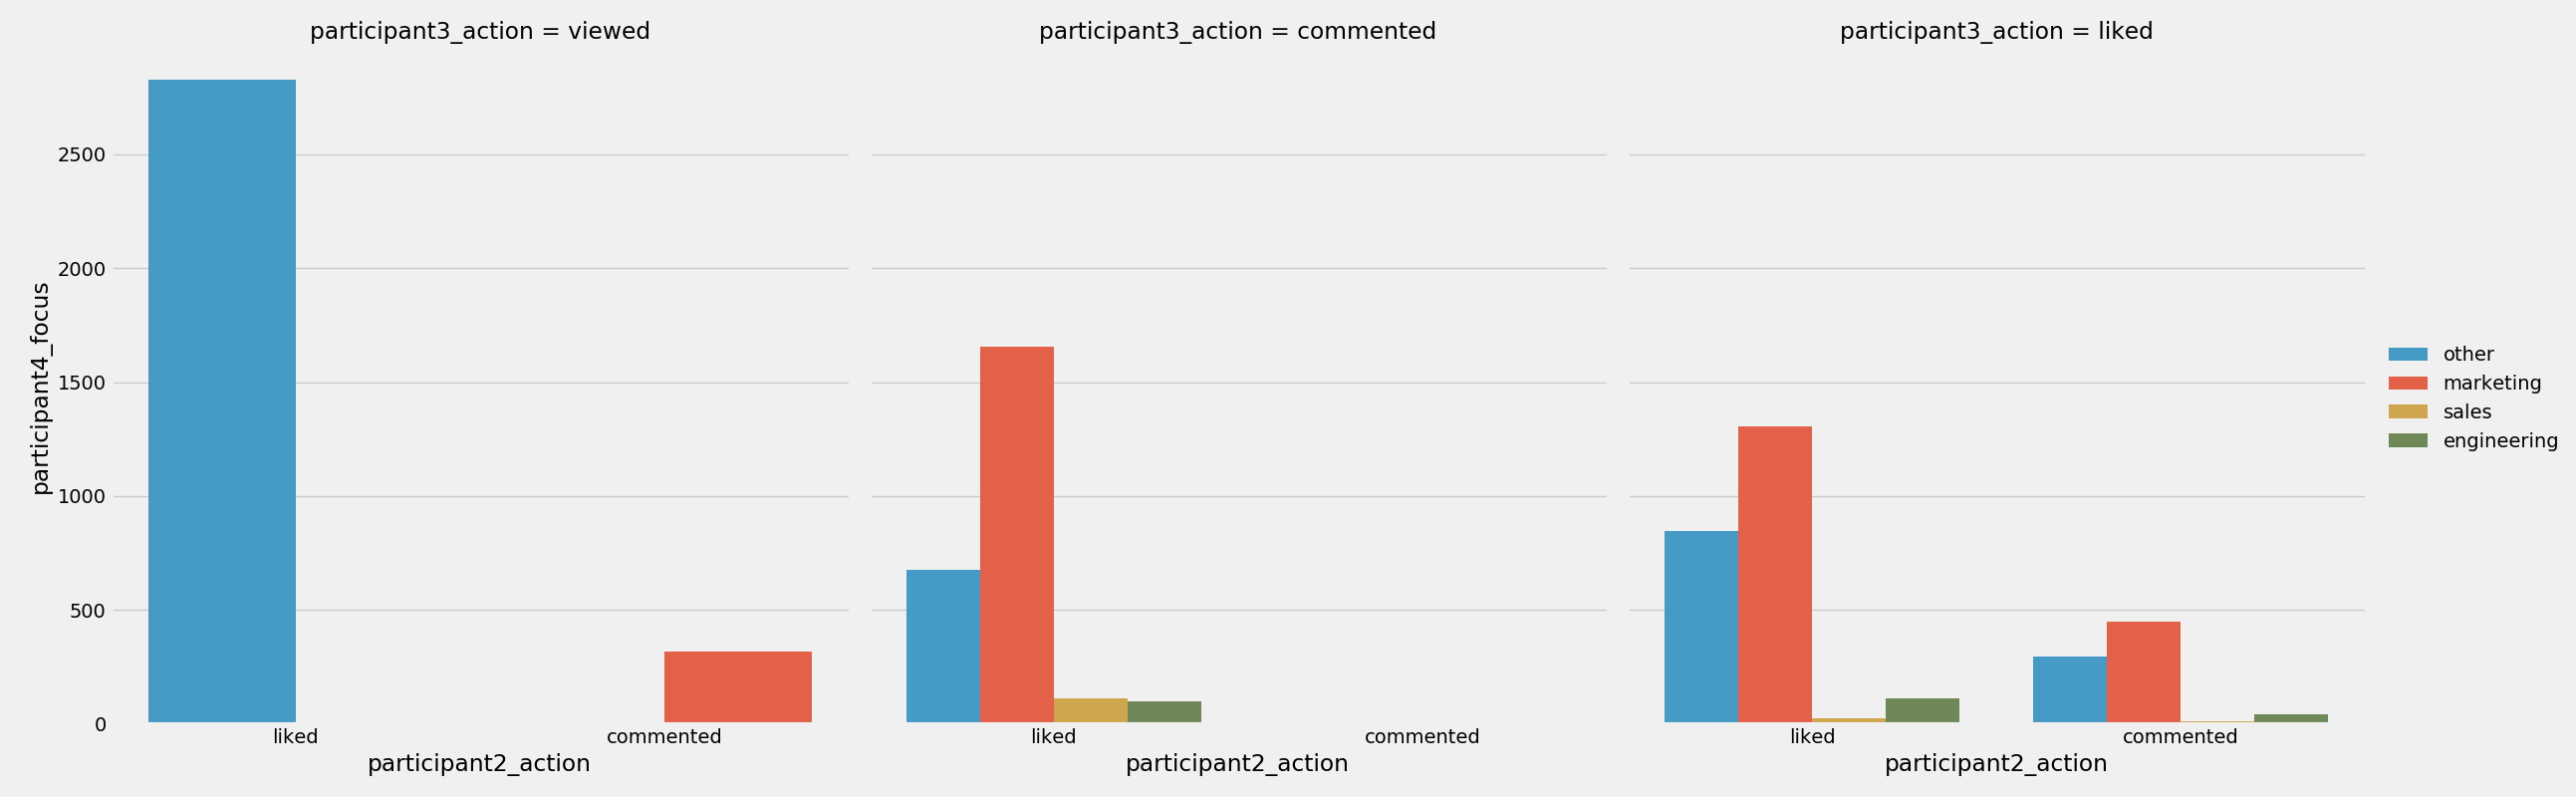 participant3_action = viewed
participant3_action = commented
participant3_action = liked
participant4_focus
2500
2000
1500
1000
500
0
liked
commented
participant2_action
liked
commented
participant2_action
liked
commented
participant2_action
other
marketing
sales
engineering